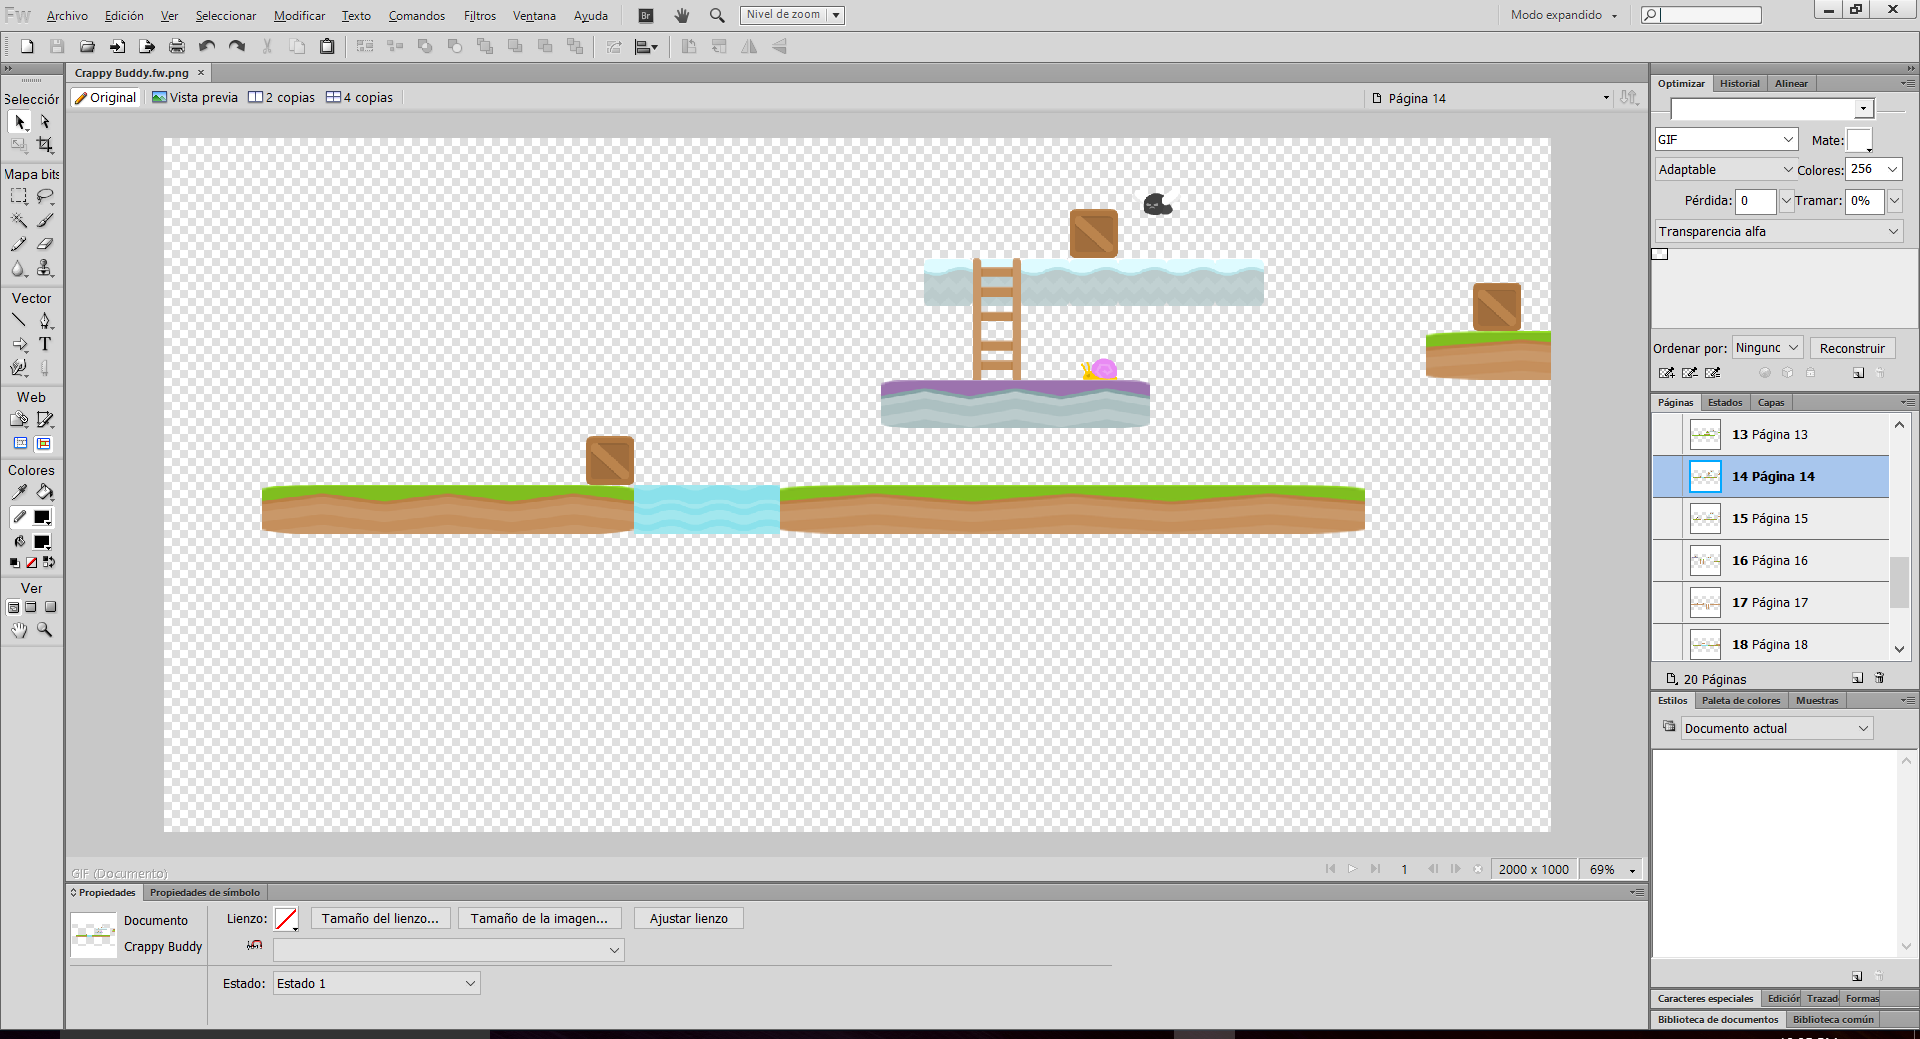 Fw Archivo Edición Ver Seleccionar Modificar Texto Comandos Filtros Ventana Ayuda Br Nivel de zoom Modo expandido
Crappy Buddy.fw.png ×
Original Vista previa 2 copias 4 copias Página 14
Selección
Mapa bits
Vector
T
Web
Colores
Ver
Optimizar Historial Alinear
GIF Mate:
Adaptable Colores: 256
Pérdida: 0 Tramar: 0%
Transparencia alfa
Ordenar por: Ningunc Reconstruir
Páginas Estados Capas
13 Página 13
14 Página 14
15 Página 15
16 Página 16
17 Página 17
18 Página 18
20 Páginas
Estilos Paleta de colores Muestras
Documento actual
Caracteres especiales Edición Trazad Formas
Biblioteca de documentos Biblioteca común
GIF (Documento) 1 2000 x 1000 69%
Propiedades Propiedades de símbolo
Documento Lienzo: Tamaño del lienzo... Tamaño de la imagen... Ajustar lienzo
Crappy Buddy
Estado: Estado 1